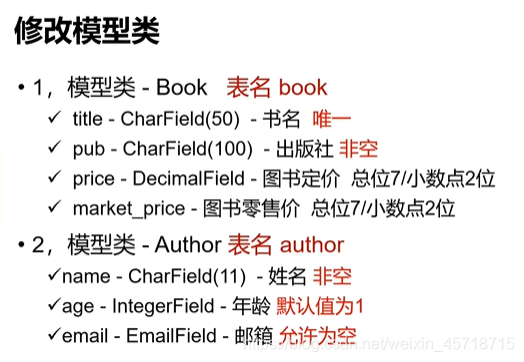 修改模型类
• 1，模型类 - Book 表名 book
✓ title - CharField(50) - 书名 唯一
✓ pub - CharField(100) - 出版社 非空
✓ price - DecimalField - 图书定价 总位7/小数点2位
✓ market_price - 图书零售价 总位7/小数点2位
• 2，模型类 - Author 表名 author
✓name - CharField(11) - 姓名 非空
✓age - IntegerField - 年龄 默认值为1
✓email - EmailField - 邮箱 允许为空
https://blog.csdn.net/weixin_45718715